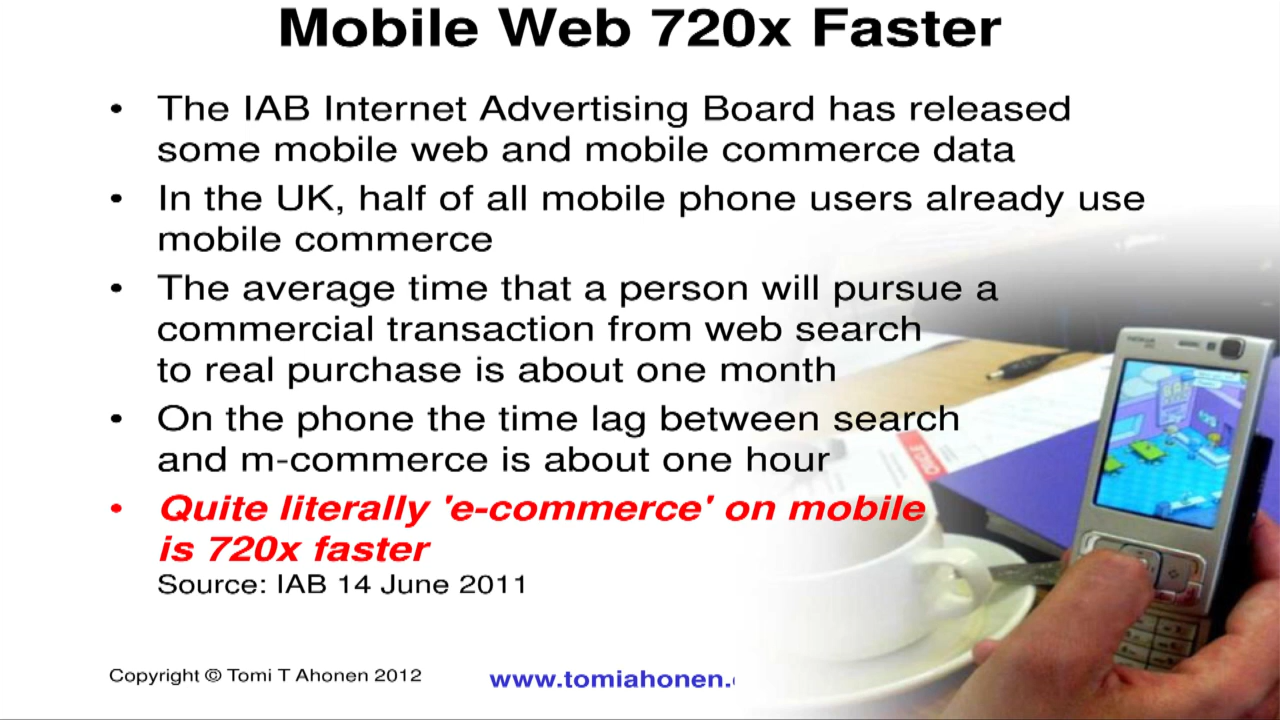 Mobile Web 720x Faster
• The IAB Internet Advertising Board has released
some mobile web and mobile commerce data
• In the UK, half of all mobile phone users already use
mobile commerce
• The average time that a person will pursue a
commercial transaction from web search
to real purchase is about one month
• On the phone the time lag between search
and m-commerce is about one hour
• Quite literally 'e-commerce' on mobile
is 720x faster
Source: IAB 14 June 2011
Copyright © Tomi T Ahonen 2012
www.tomiahonen.
NOKIA